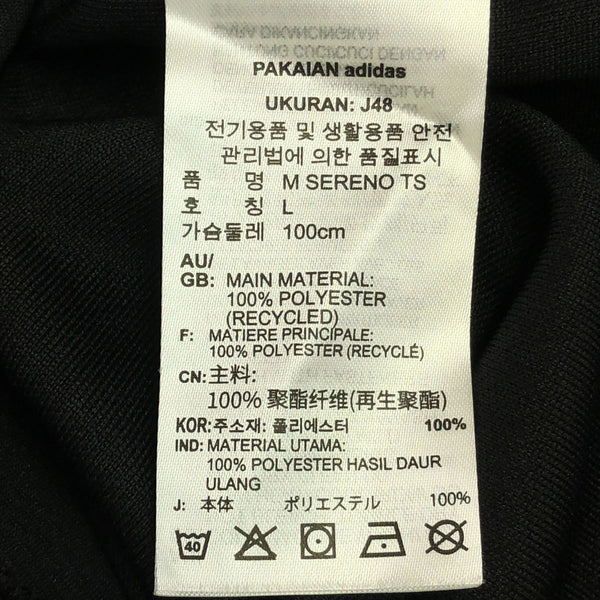 PAKAIAN adidas
UKURAN: J48
전기용품 및 생활용품 안전
관리법에 의한 품질표시
품 명 M SERENO TS
호 칭 L
가슴둘레 100cm
AU/
GB: MAIN MATERIAL:
100% POLYESTER
(RECYCLED)
F: MATIERE PRINCIPALE:
100% POLYESTER (RECYCLÉ)
CN: 主料:
100% 聚酯纤维(再生聚酯)
KOR: 주소재: 폴리에스터 100%
IND: MATERIAL UTAMA:
100% POLYESTER HASIL DAUR
ULANG
J: 本体 ポリエステル 100%
40